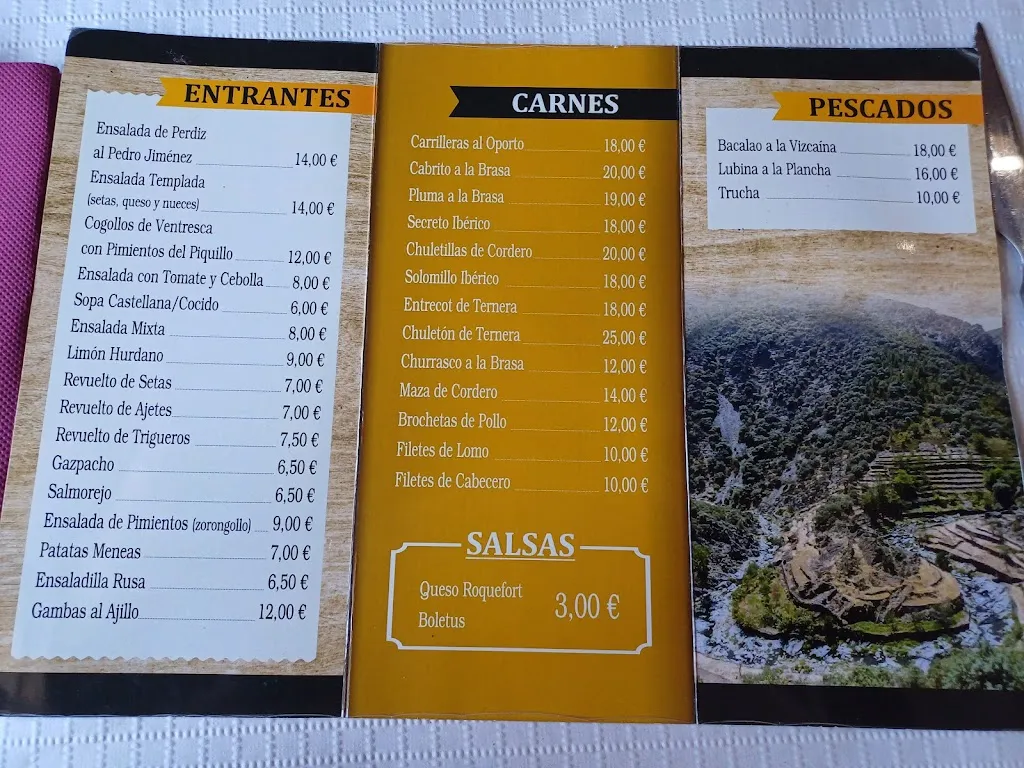 ENTRANTES
Ensalada de Perdiz
al Pedro Jiménez 14,00 €
Ensalada Templada
(setas, queso y nueces) 14,00 €
Cogollos de Ventresca
con Pimientos del Piquillo 12,00 €
Ensalada con Tomate y Cebolla 8,00 €
Sopa Castellana/Cocido 6,00 €
Ensalada Mixta 8,00 €
Limón Hurdano 9,00 €
Revuelto de Setas 7,00 €
Revuelto de Ajetes 7,00 €
Revuelto de Trigueros 7,50 €
Gazpacho 6,50 €
Salmorejo 6,50 €
Ensalada de Pimientos (zorongollo) 9,00 €
Patatas Meneas 7,00 €
Ensaladilla Rusa 6,50 €
Gambas al Ajillo 12,00 €
CARNES
Carrilleras al Oporto 18,00 €
Cabrito a la Brasa 20,00 €
Pluma a la Brasa 19,00 €
Secreto Ibérico 18,00 €
Chuletillas de Cordero 20,00 €
Solomillo Ibérico 18,00 €
Entrecot de Ternera 18,00 €
Chuletón de Ternera 25,00 €
Churrasco a la Brasa 12,00 €
Maza de Cordero 14,00 €
Brochetas de Pollo 12,00 €
Filetes de Lomo 10,00 €
Filetes de Cabecero 10,00 €
SALSAS
Queso Roquefort
Boletus 3,00 €
PESCADOS
Bacalao a la Vizcaína 18,00 €
Lubina a la Plancha 16,00 €
Trucha 10,00 €